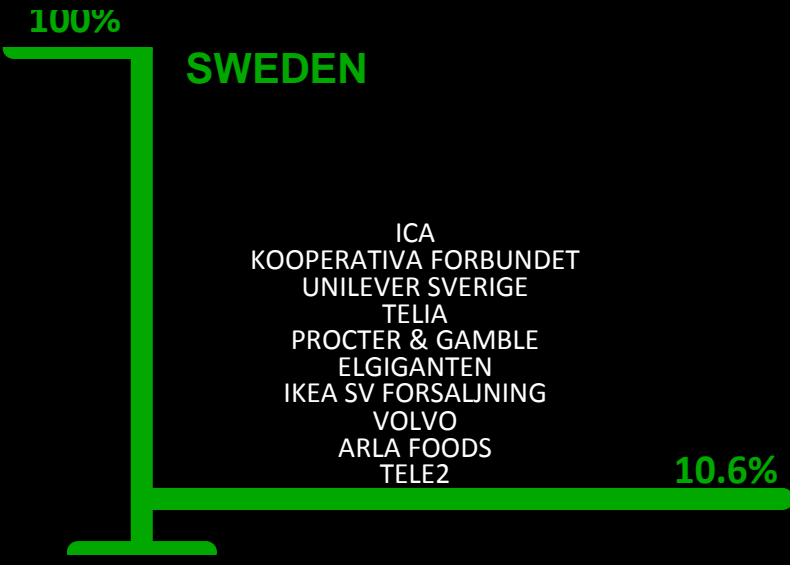 100%
SWEDEN
ICA
KOOPERATIVA FORBUNDET
UNILEVER SVERIGE
TELIA
PROCTER & GAMBLE
ELGIGANTEN
IKEA SV FORSALJNING
VOLVO
ARLA FOODS
TELE2
10.6%